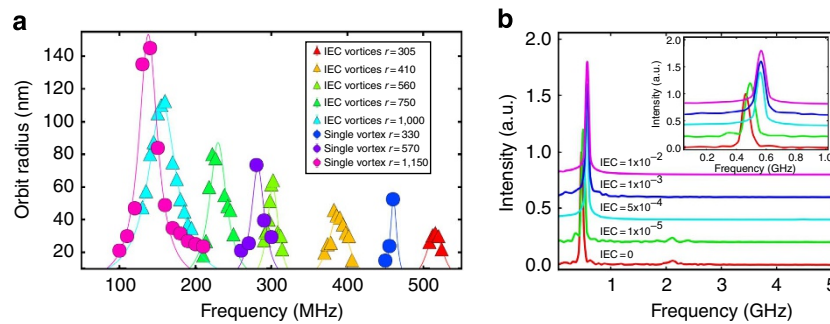 a
Orbit radius (nm)
140
120
100
80
60
40
20
100 200 300 400 500
Frequency (MHz)
IEC vortices r = 305
IEC vortices r = 410
IEC vortices r = 560
IEC vortices r = 750
IEC vortices r = 1,000
Single vortex r = 330
Single vortex r = 570
Single vortex r = 1,150
b
Intensity (a.u.)
2.0
1.5
1.0
0.5
0.0
1 2 3 4 5
Frequency (GHz)
IEC = 1x10⁻²
IEC = 1x10⁻³
IEC = 5x10⁻⁴
IEC = 1x10⁻⁵
IEC = 0
Intensity (a.u.)
2.0
1.5
1.0
0.5
0.0
0.2 0.4 0.6 0.8 1.0
Frequency (GHz)